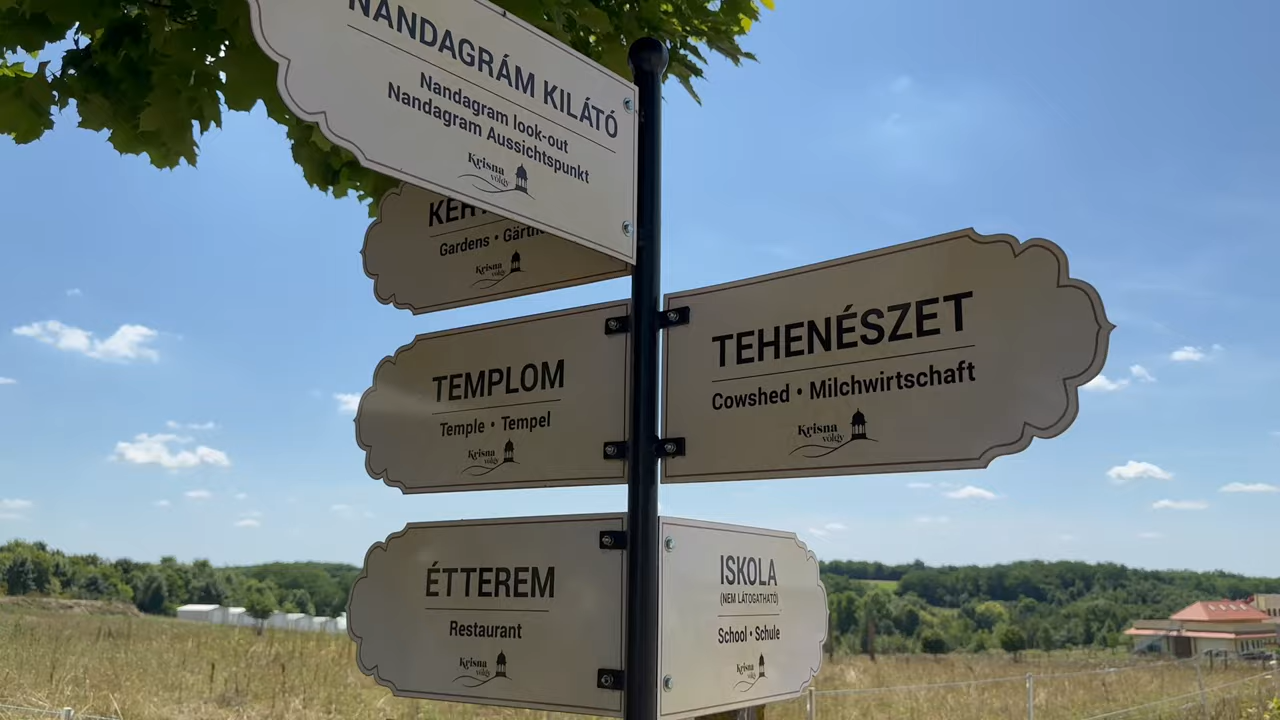 NANDAGRÁM KILÁTÓ
Nandagram look-out
Nandagram Aussichtspunkt
Krisna
völgy
Gardens •
Krisna
völgy
TEMPLOM
Temple • Tempel
Krisna
völgy
TEHENÉSZET
Cowshed • Milchwirtschaft
Krisna
völgy
ÉTTEREM
Restaurant
Krisna
völgy
ISKOLA
(NEM LÁTOGATHATÓ)
School • Schule
Krisna
völgy